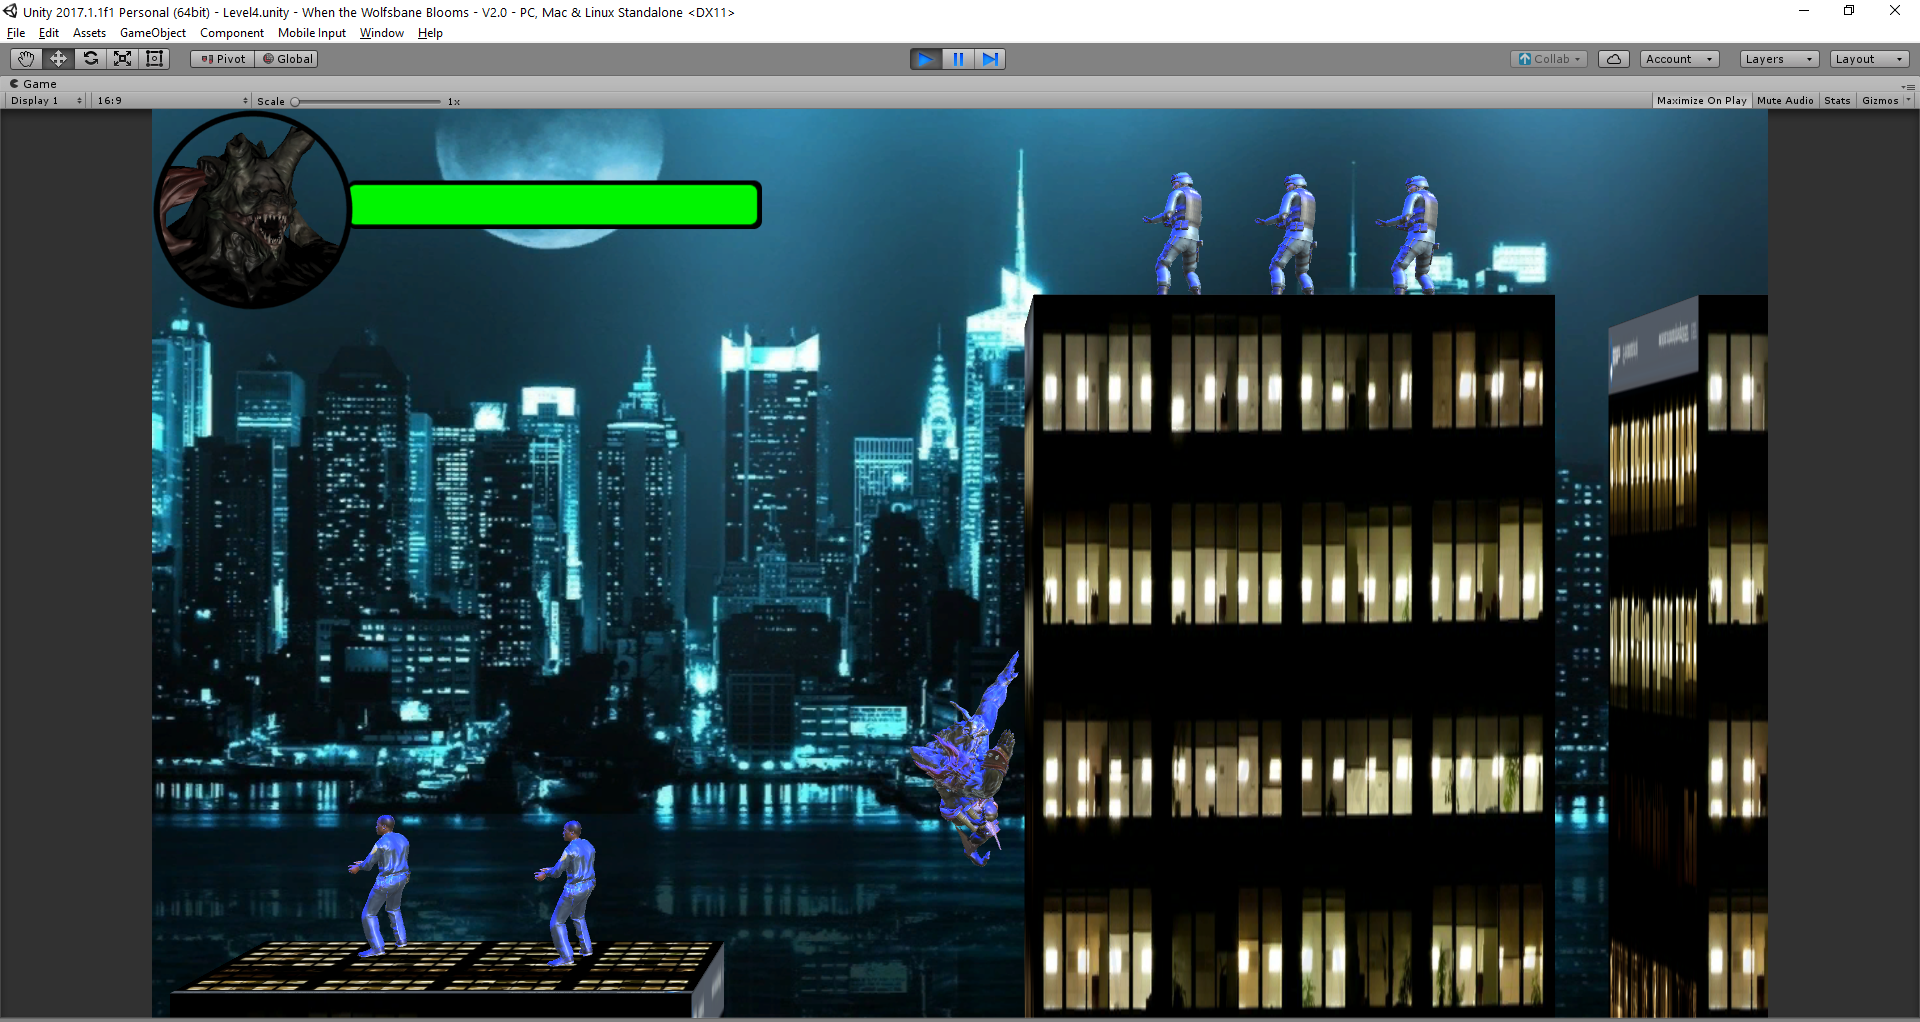 Unity 2017.1.1f1 Personal (64bit) - Level4.unity - When the Wolfsbane Blooms - V2.0 - PC, Mac & Linux Standalone <DX11>
File Edit Assets GameObject Component Mobile Input Window Help
Pivot Global Collab Account Layers Layout
Game
Display 1 16:9 Scale 1x Maximize On Play Mute Audio Stats Gizmos